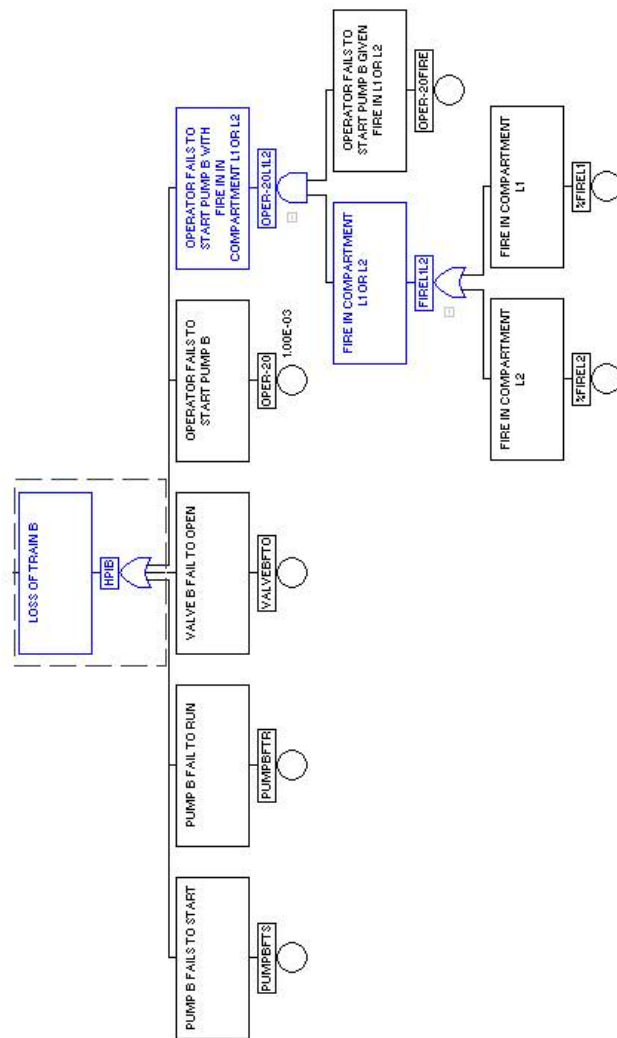 LOSS OF TRAIN B
HPIB
PUMP B FAILS TO START
PUMPBFTS
PUMP B FAIL TO RUN
PUMPBFTR
VALVE B FAIL TO OPEN
VALVEBFTO
OPERATOR FAILS TO
START PUMP B
OPER-20
1.00E-03
OPERATOR FAILS TO
START PUMP B WITH
FIRE IN IN
COMPARTMENT L1 OR L2
OPER-20L1L2
FIRE IN COMPARTMENT
L1 OR L2
FIREL1L2
OPERATOR FAILS TO
START PUMP B GIVEN
FIRE IN L1 OR L2
OPER-20FIRE
FIRE IN COMPARTMENT
L2
%FIREL2
FIRE IN COMPARTMENT
L1
%FIREL1